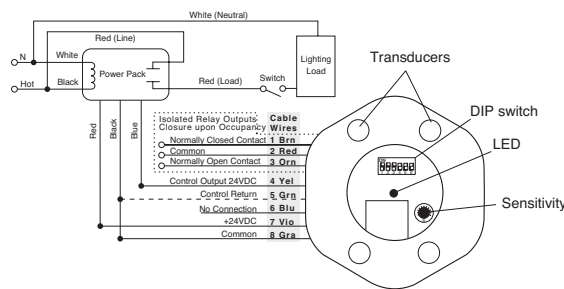 White (Neutral)
Red (Line)
N
White
Hot
Black
Power Pack
Red (Load)
Switch
Lighting
Load
Transducers
DIP switch
LED
Sensitivity
Red
Black
Blue
Isolated Relay Outputs
Closure upon Occupancy
Cable
Wires
Normally Closed Contact 1 Brn
Common 2 Red
Normally Open Contact 3 Orn
Control Output 24VDC 4 Yel
Control Return 5 Grn
No Connection 6 Blu
+24VDC 7 Vio
Common 8 Gra